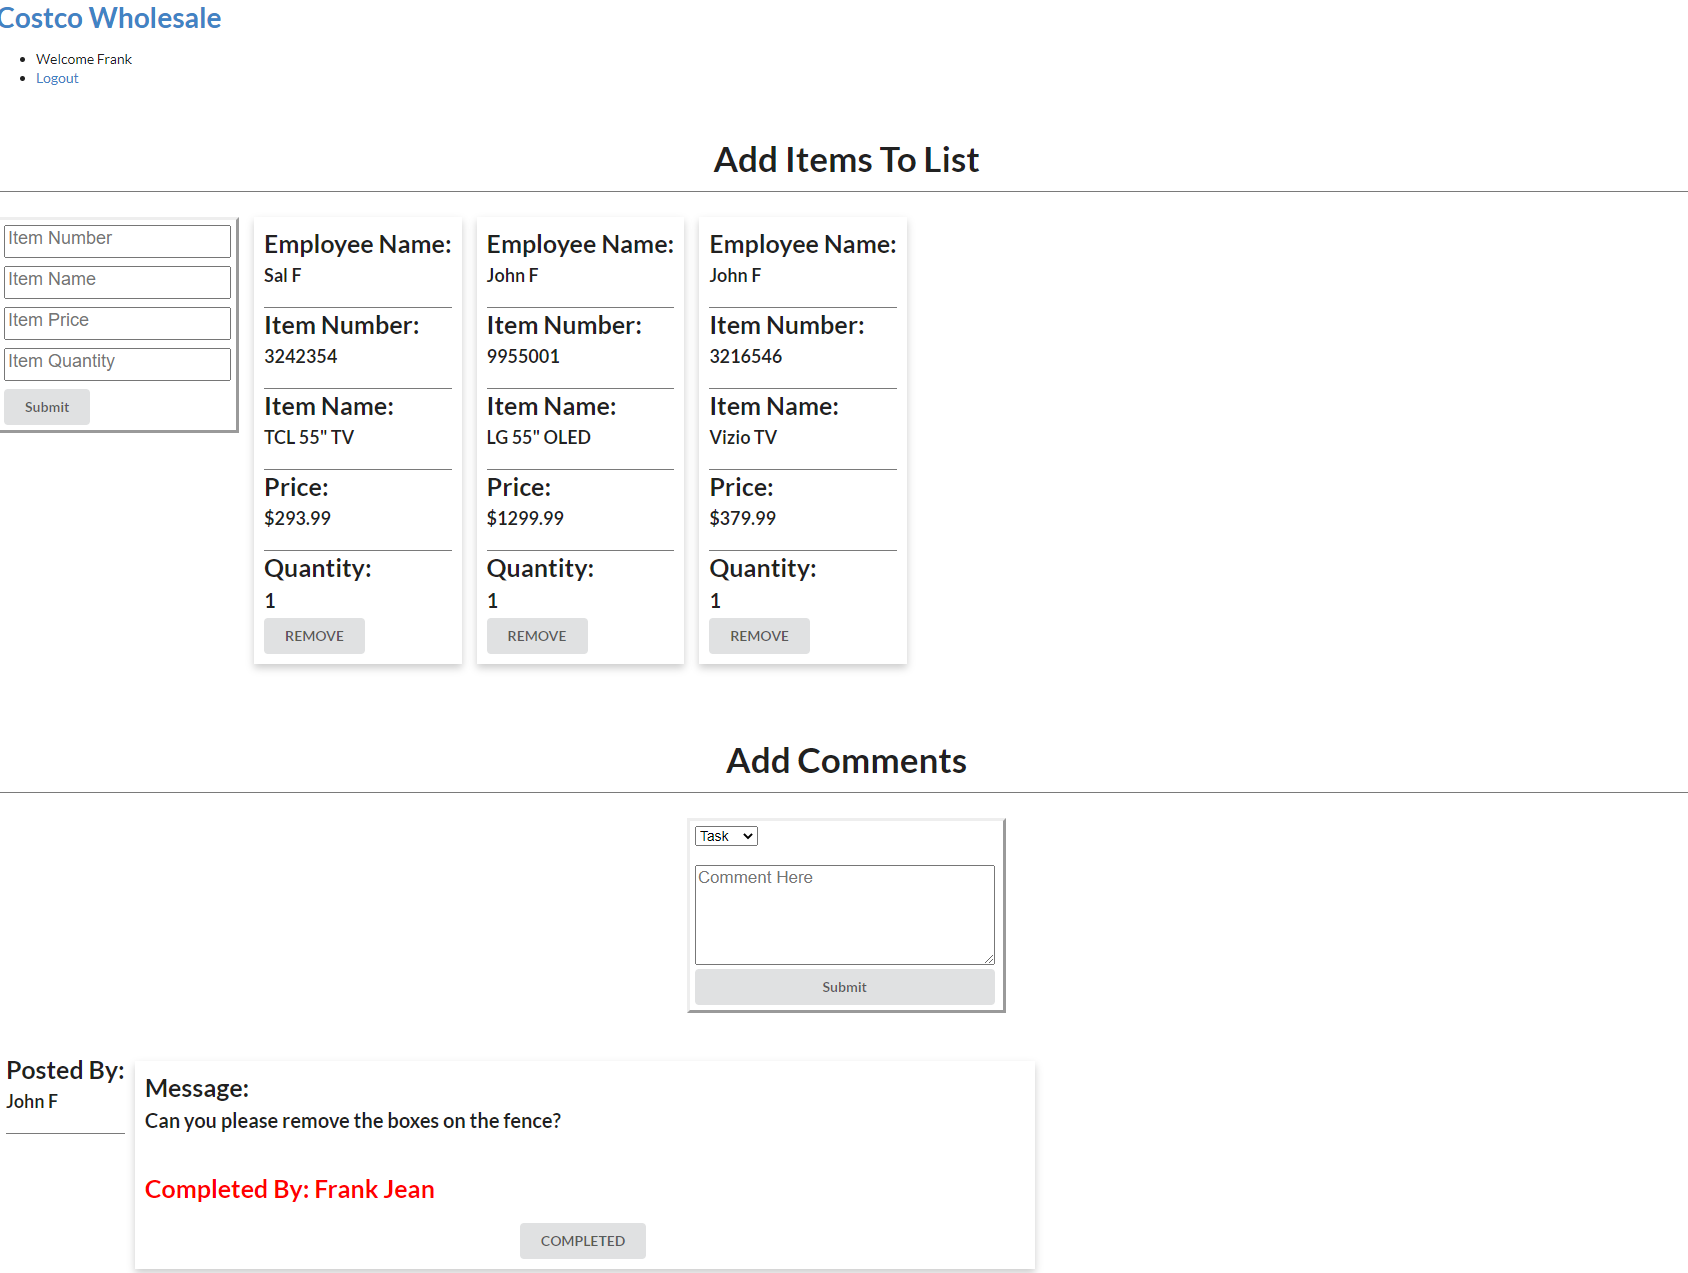 Costco Wholesale
Welcome Frank
Logout
Add Items To List
Item Number
Item Name
Item Price
Item Quantity
Submit
Employee Name:
Sal F
Item Number:
3242354
Item Name:
TCL 55" TV
Price:
$293.99
Quantity:
1
REMOVE
Employee Name:
John F
Item Number:
9955001
Item Name:
LG 55" OLED
Price:
$1299.99
Quantity:
1
REMOVE
Employee Name:
John F
Item Number:
3216546
Item Name:
Vizio TV
Price:
$379.99
Quantity:
1
REMOVE
Add Comments
Task
Comment Here
Submit
Posted By:
John F
Message:
Can you please remove the boxes on the fence?
Completed By: Frank Jean
COMPLETED